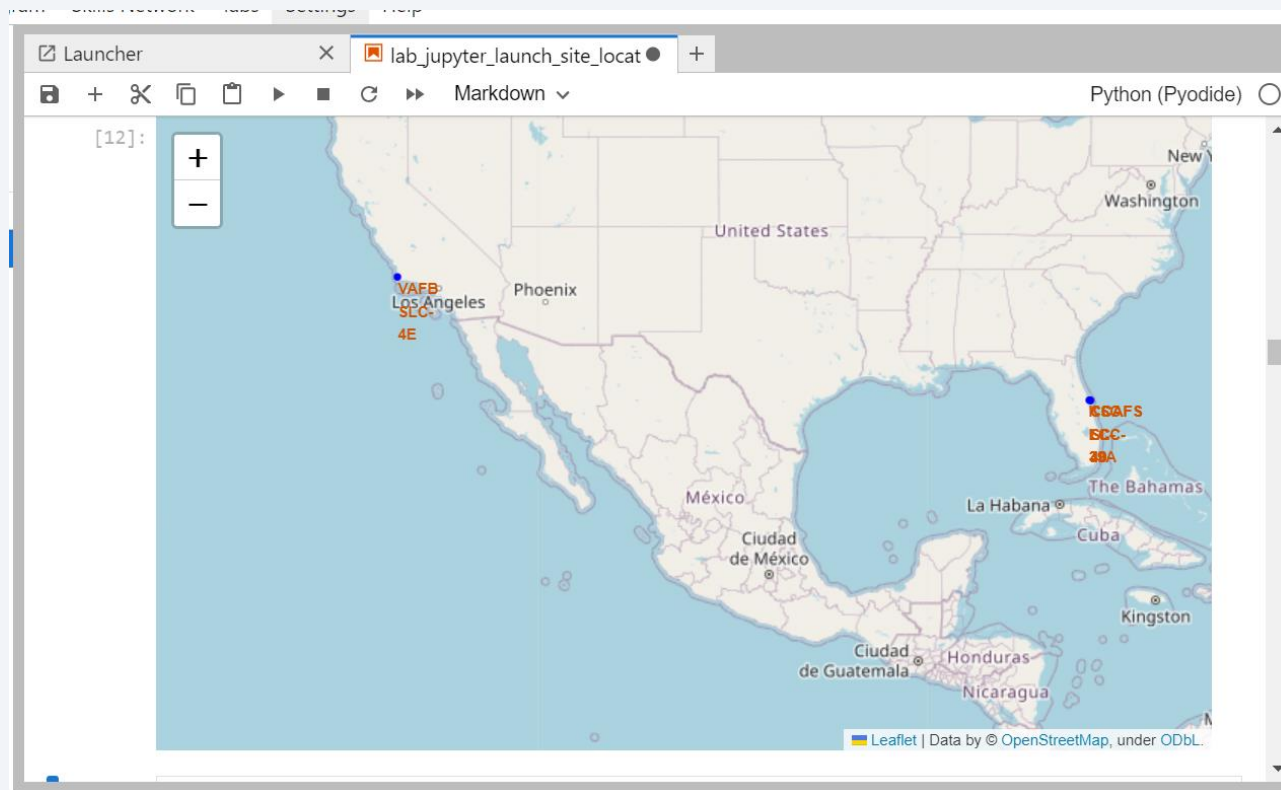 Launcher
lab_jupyter_launch_site_locat
Markdown
Python (Pyodide)
[12]:
+
−
New Y
Washington
United States
VAFB
SLC-
4E
Los Angeles
Phoenix
The Bahamas
La Habana
México
Cuba
Ciudad
de México
Kingston
Ciudad
de Guatemala
Honduras
Nicaragua
Leaflet | Data by © OpenStreetMap, under ODbL.